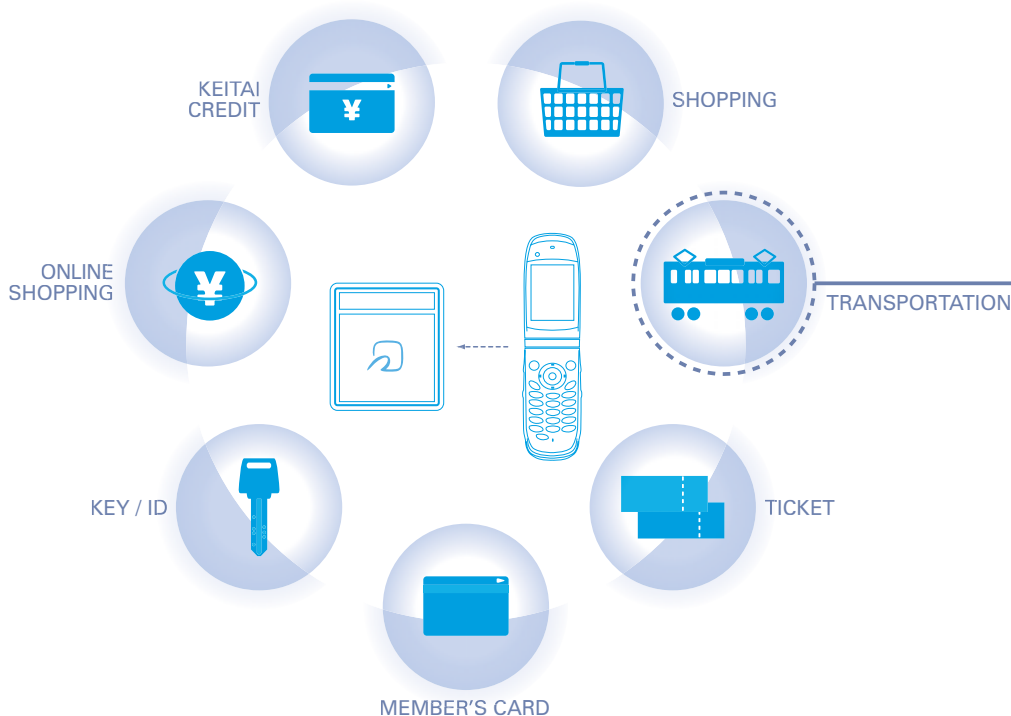 KEITAI
CREDIT
¥
SHOPPING
ONLINE
SHOPPING
¥
TRANSPORTATION
KEY / ID
TICKET
MEMBER'S CARD